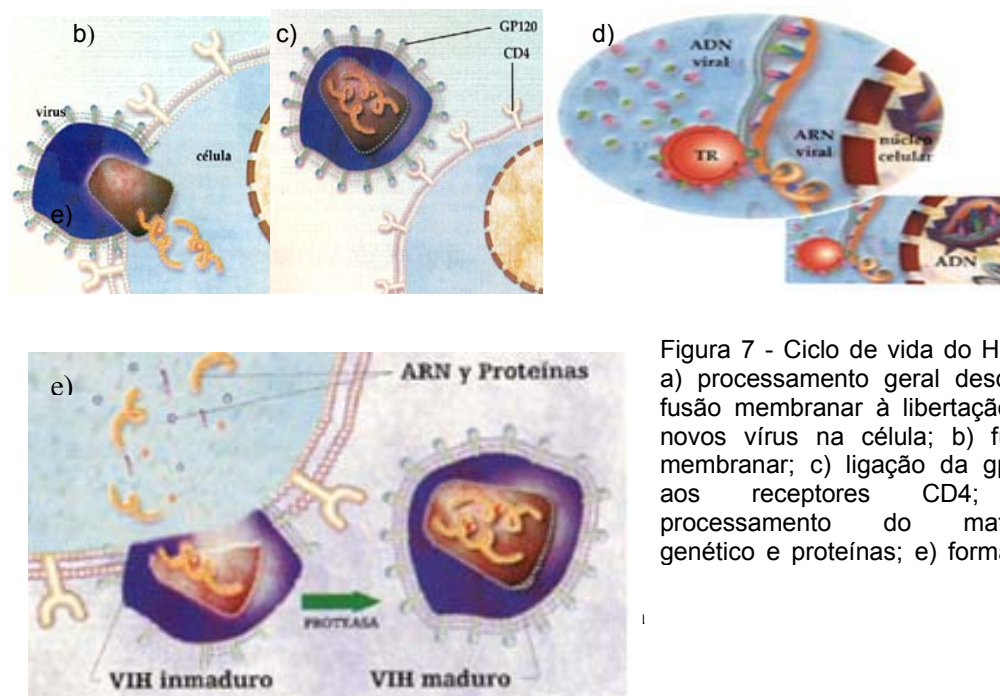 b)
virus
célula
e)
c)
GP120
CD4
d)
ADN
viral
ARN
viral
TR
núcleo
celular
ADN
e)
ARN y Proteínas
PROTEASA
VIH inmaduro
VIH maduro
Figura 7 - Ciclo de vida do H
a) processamento geral desd
fusão membranar à libertação
novos vírus na célula; b) fu
membranar; c) ligação da gp
aos receptores CD4;
processamento do mat
genético e proteínas; e) forma